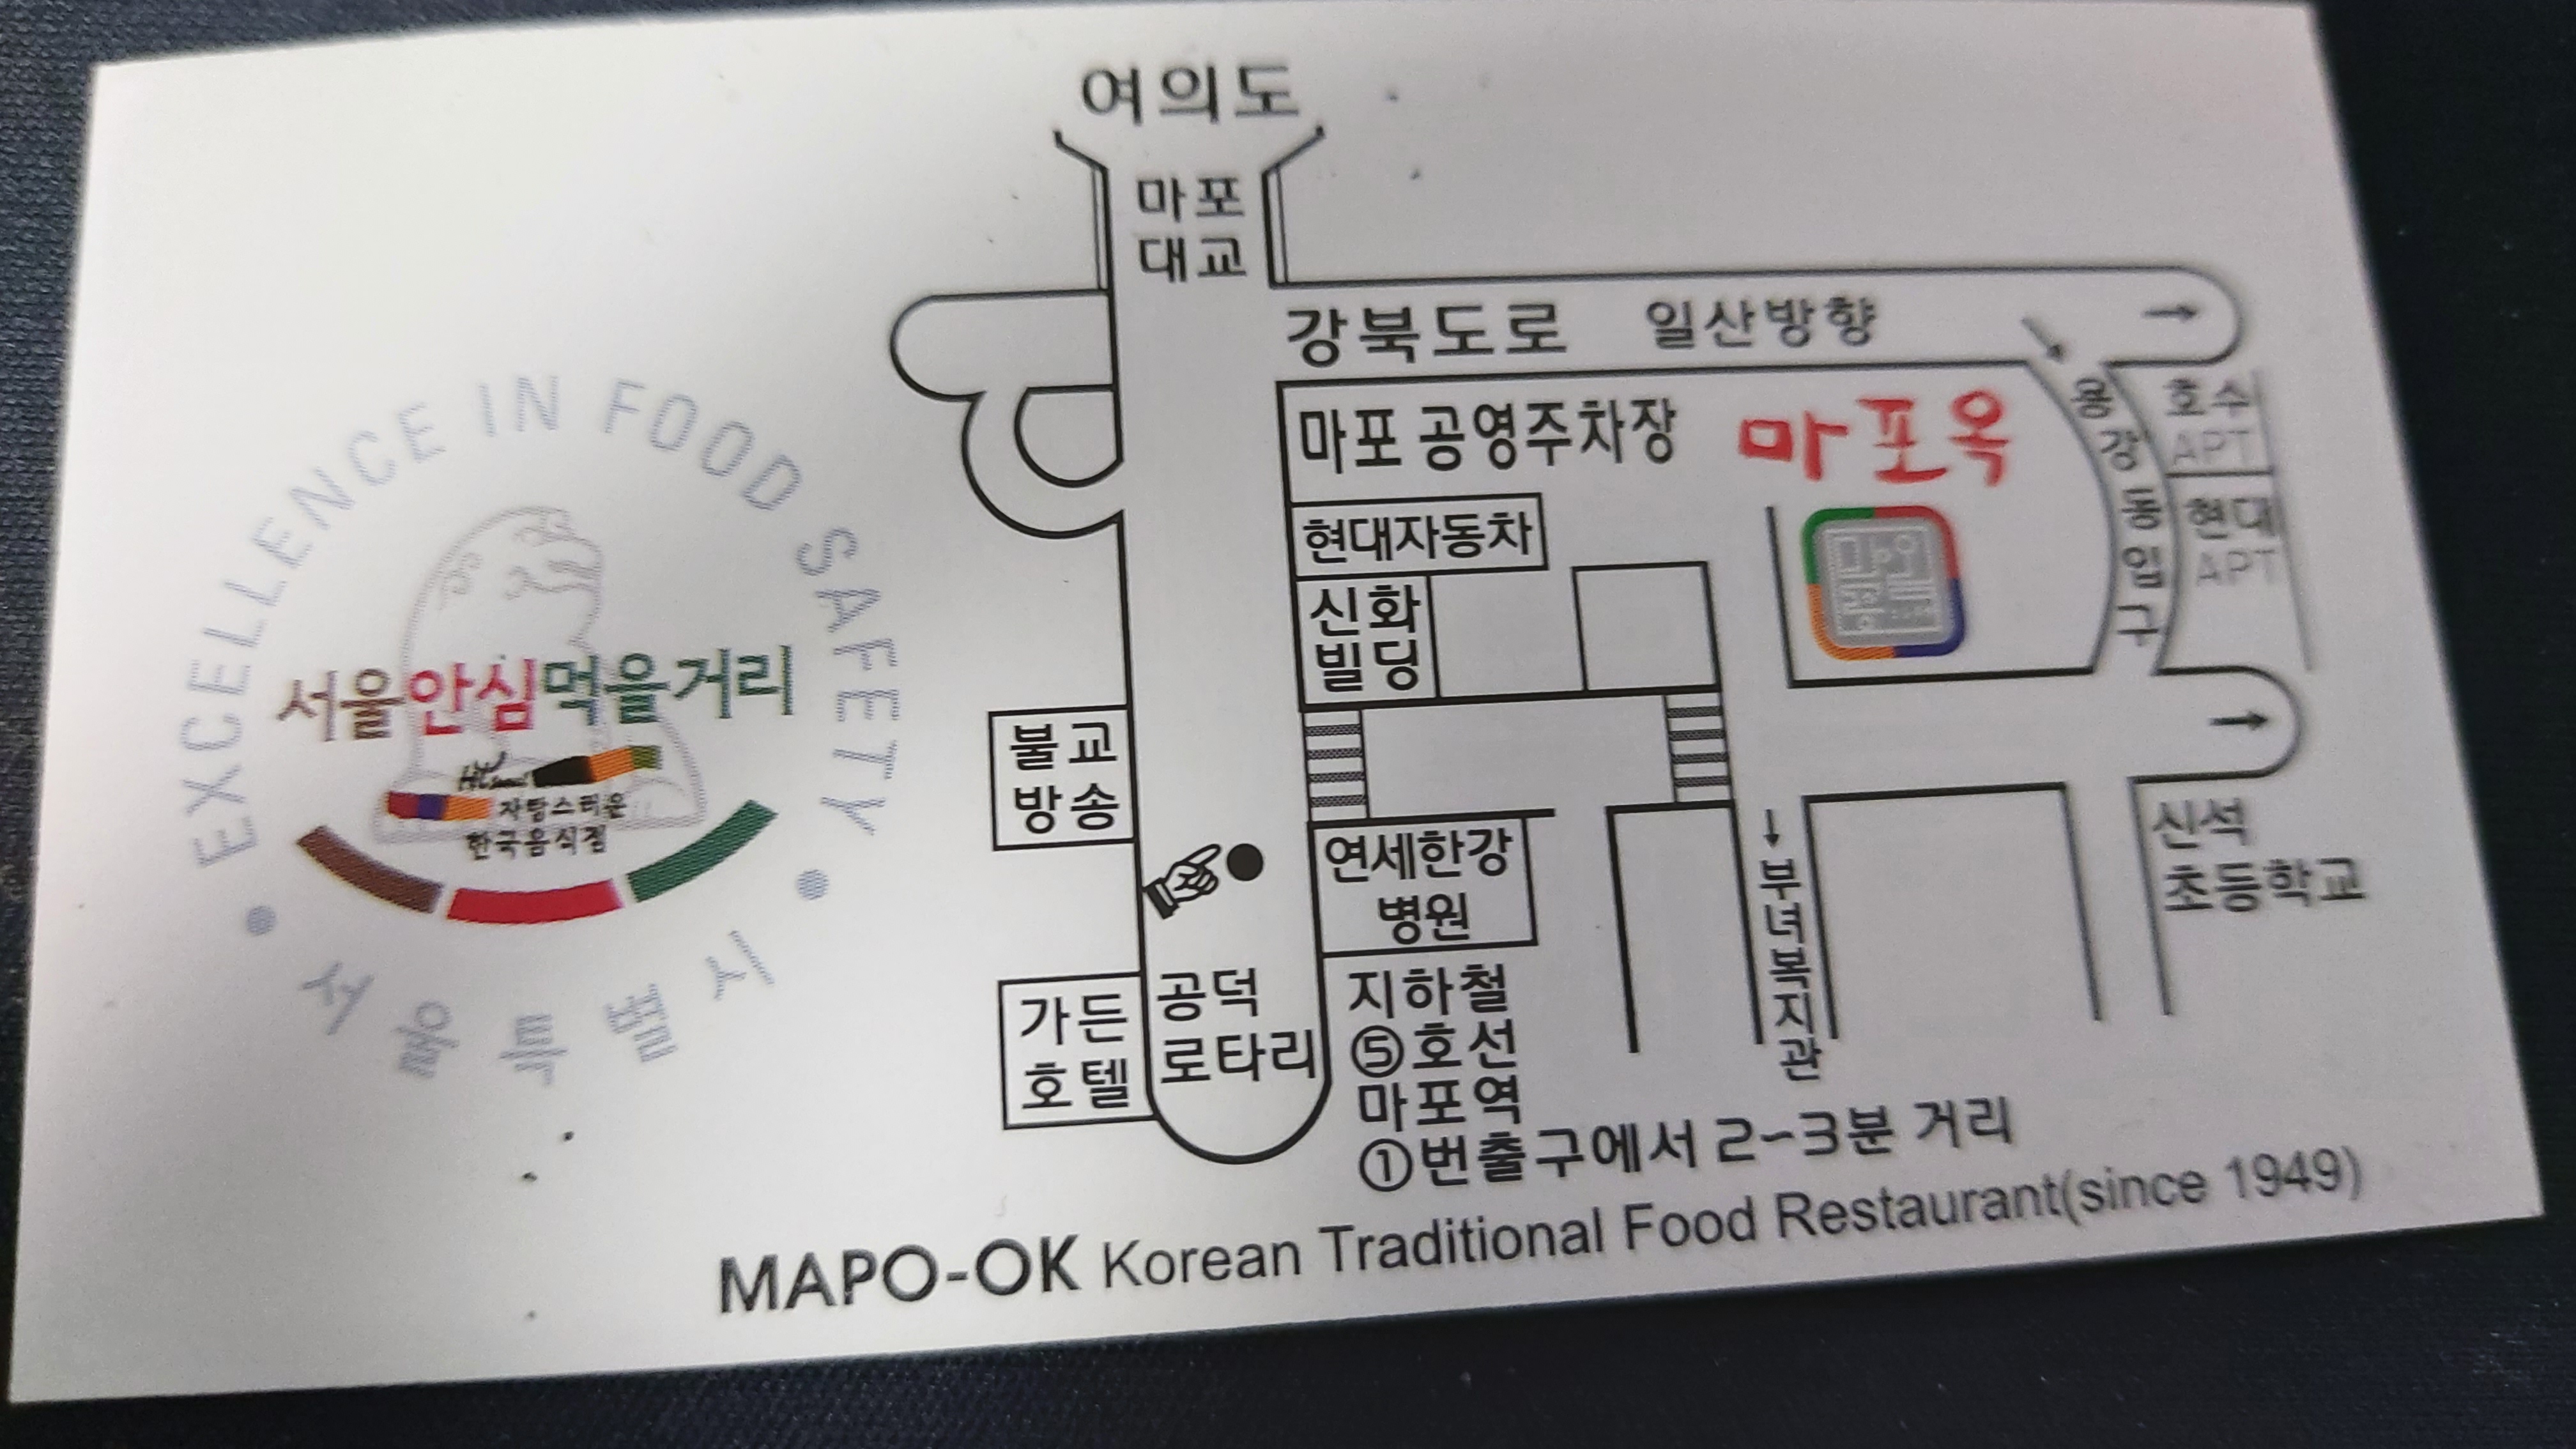 여의도
마포
대교
강북도로 일산방향
마포 공영주차장
마포옥
용강동입구
호수
APT
현대
APT
현대자동차
신화
빌딩
불교
방송
연세한강
병원
신석
초등학교
부녀복지관
가든
호텔
공덕
로타리
지하철
⑤호선
마포역
①번출구에서 2~3분 거리
EXCELLENCE IN FOOD SAFETY
서울안심먹을거리
Hi Seoul
자랑스러운
한국음식점
서울특별시
MAPO-OK Korean Traditional Food Restaurant(since 1949)